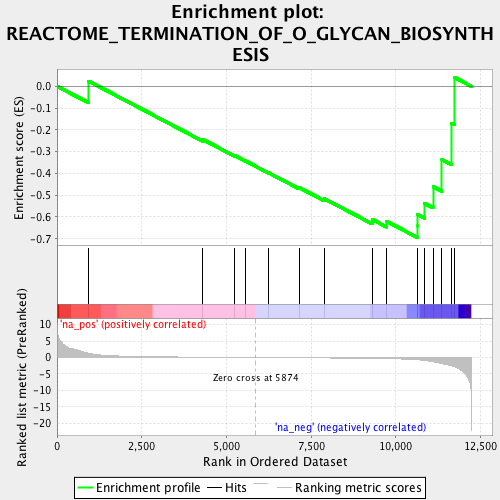 Enrichment plot:
REACTOME_TERMINATION_OF_O_GLYCAN_BIOSYNTH
ESIS
Enrichment score (ES)
0.0
-0.1
-0.2
-0.3
-0.4
-0.5
-0.6
-0.7
'na_pos' (positively correlated)
Ranked list metric (PreRanked)
10
5
0
-5
-10
-15
-20
Zero cross at 5874
'na_neg' (negatively correlated)
0
2,500
5,000
7,500
10,000
12,500
Rank in Ordered Dataset
Enrichment profile
Hits
Ranking metric scores